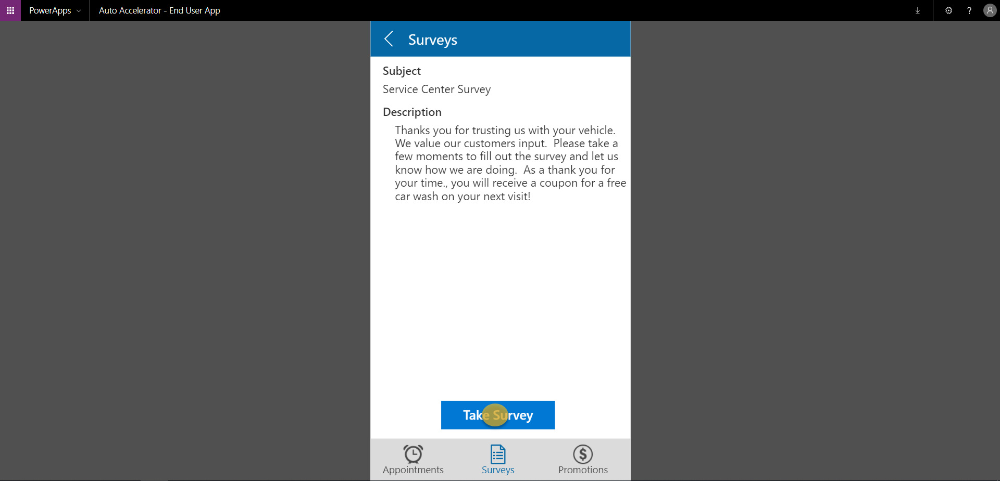 PowerApps
Auto Accelerator - End User App
?
Surveys
Subject
Service Center Survey
Description
Thanks you for trusting us with your vehicle.
We value our customers input.  Please take a
few moments to fill out the survey and let us
know how we are doing.  As a thank you for
your time., you will receive a coupon for a free
car wash on your next visit!
Take Survey
$
Appointments
Surveys
Promotions